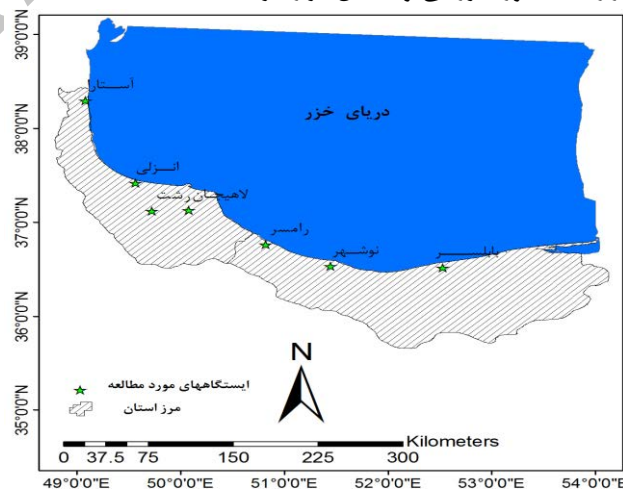 39°0'0"N
38°0'0"N
37°0'0"N
36°0'0"N
35°0'0"N
آستارا
دریای خزر
انزلی
لاهیجان رشت
رامسر
نوشهر
بابلسر
N
ایستگاههای مورد مطالعه
مرز استان
Kilometers
0 37.5 75 150 225 300
49°0'0"E 50°0'0"E 51°0'0"E 52°0'0"E 53°0'0"E 54°0'0"E